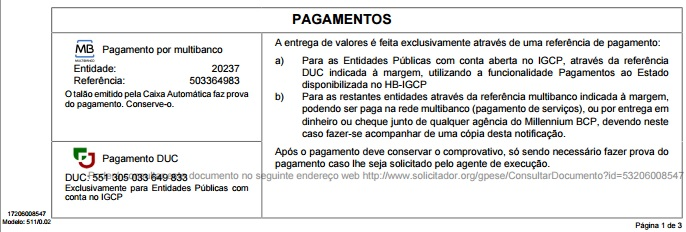 PAGAMENTOS
MB
MULTIBANCO
Pagamento por multibanco
Entidade: 20237
Referência: 503364983
O talão emitido pela Caixa Automática faz prova
do pagamento. Conserve-o.
Pagamento DUC
DUC: 551 305 033 649 833
Exclusivamente para Entidades Públicas com
conta no IGCP
A entrega de valores é feita exclusivamente através de uma referência de pagamento:
a) Para as Entidades Públicas com conta aberta no IGCP, através da referência
DUC indicada à margem, utilizando a funcionalidade Pagamentos ao Estado
disponibilizada no HB-IGCP
b) Para as restantes entidades através da referência multibanco indicada à margem,
podendo ser paga na rede multibanco (pagamento de serviços), ou por entrega em
dinheiro ou cheque junto de qualquer agência do Millennium BCP, devendo neste
caso fazer-se acompanhar de uma cópia desta notificação.
Após o pagamento deve conservar o comprovativo, só sendo necessário fazer prova do
pagamento caso lhe seja solicitado pelo agente de execução.
documento no seguinte endereço web http://www.solicitador.org/gpese/ConsultarDocumento?id=53206008547
17206008547
Modelo: 511/0.02
Página 1 de 3